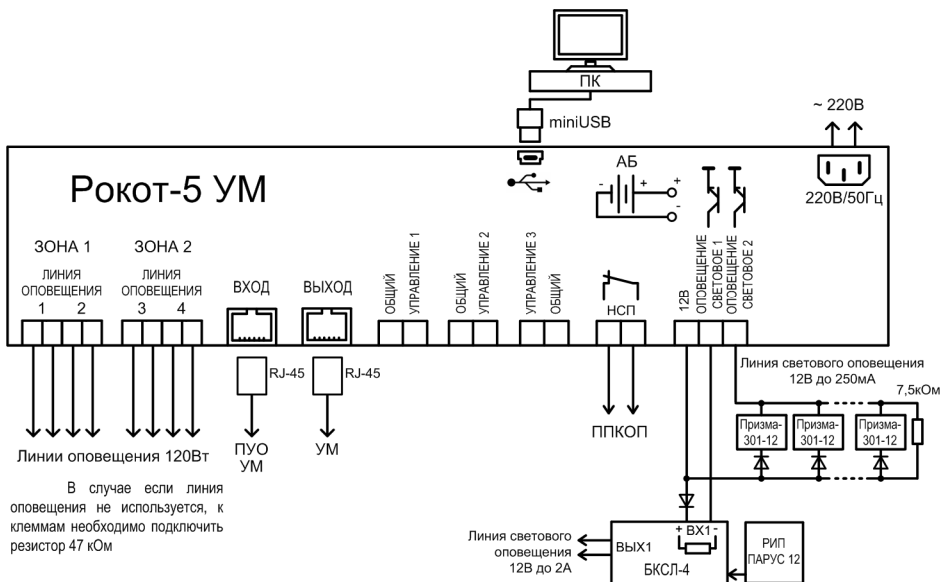 ПК
miniUSB
~ 220В
Рокот-5 УМ
АБ
- +
+
-
220В/50Гц
ЗОНА 1
ЗОНА 2
ЛИНИЯ
ОПОВЕЩЕНИЯ
1 2
ЛИНИЯ
ОПОВЕЩЕНИЯ
3 4
ВХОД
ВЫХОД
ОБЩИЙ
УПРАВЛЕНИЕ 1
ОБЩИЙ
УПРАВЛЕНИЕ 2
УПРАВЛЕНИЕ 3
ОБЩИЙ
НСП
12В
ОПОВЕЩЕНИЕ
СВЕТОВОЕ 1
ОПОВЕЩЕНИЕ
СВЕТОВОЕ 2
RJ-45
RJ-45
Линии оповещения 120Вт
ПУО
УМ
УМ
ППКОП
Линия светового оповещения
12В до 250мА
7,5кОм
Призма-
301-12
Призма-
301-12
Призма-
301-12
В случае если линия
оповещения не используется, к
клеммам необходимо подключить
резистор 47 кОм
Линия светового
оповещения
12В до 2А
+ ВХ1 -
ВЫХ1
БКСЛ-4
РИП
ПАРУС 12